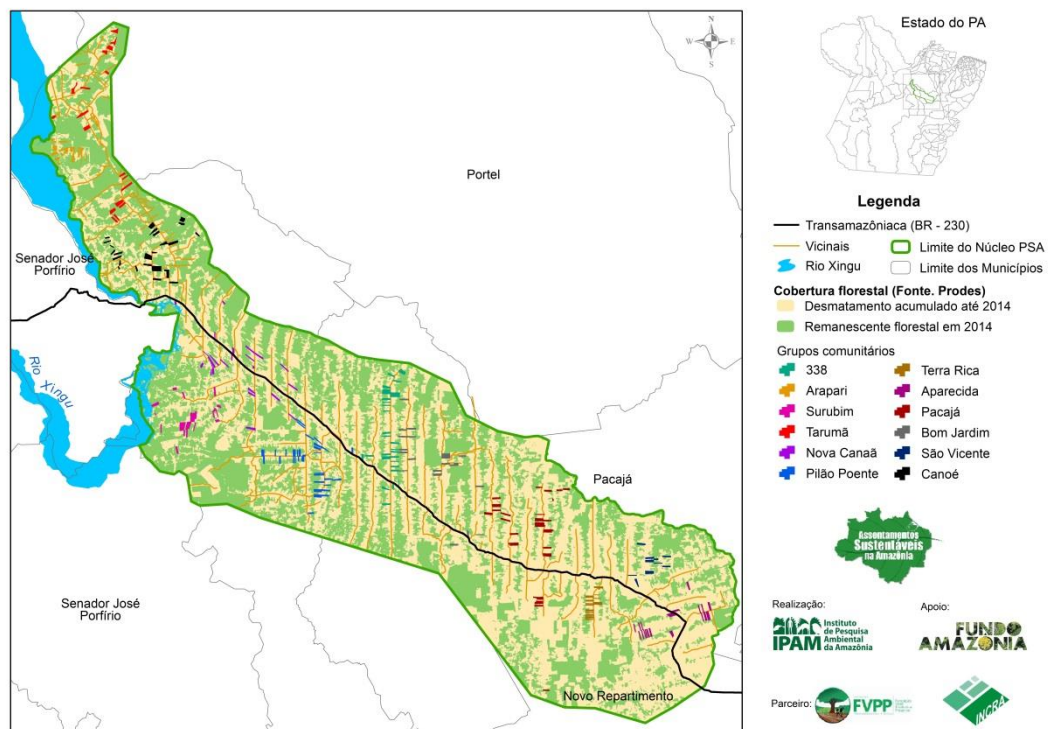 Estado do PA
N
W E
S
Portel
Senador José
Porfírio
Rio Xingu
Pacajá
Senador José
Porfírio
Novo Repartimento
Legenda
Transamazôniaca (BR - 230)
Vicinais
Limite do Núcleo PSA
Rio Xingu
Limite dos Municípios
Cobertura florestal (Fonte. Prodes)
Desmatamento acumulado até 2014
Remanescente florestal em 2014
Grupos comunitários
338
Terra Rica
Arapari
Aparecida
Surubim
Pacajá
Tarumã
Bom Jardim
Nova Canaã
São Vicente
Pilão Poente
Canoé
Assentamentos
Sustentáveis
na Amazônia
Realização:
Apoio:
IPAM
Instituto
de Pesquisa
Ambiental
da Amazônia
FUNDO
AMAZONIA
Parceiro:
FVPP
INCRA